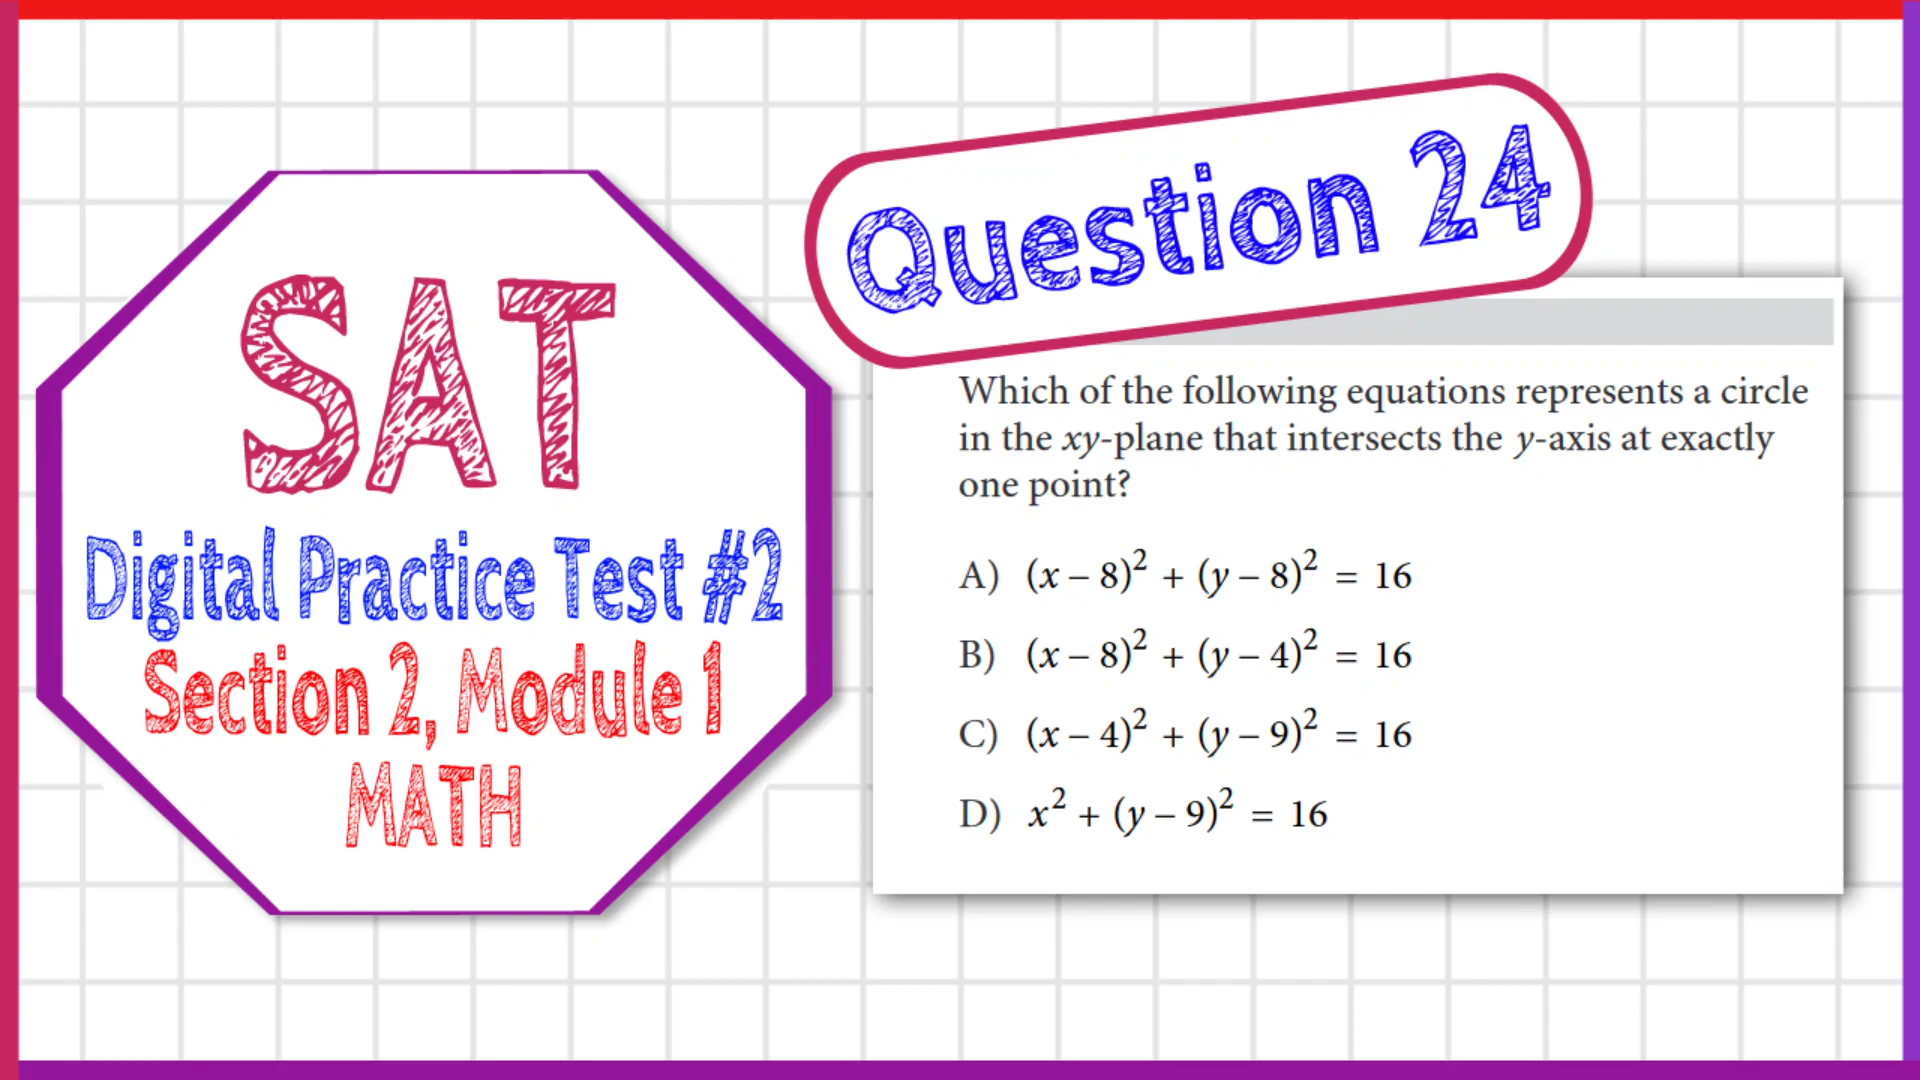 SAT
Digital Practice Test #2
Section 2, Module 1
MATH
Question 24
Which of the following equations represents a circle
in the xy-plane that intersects the y-axis at exactly
one point?
A) (x – 8)² + (y – 8)² = 16
B) (x – 8)² + (y – 4)² = 16
C) (x – 4)² + (y – 9)² = 16
D) x² + (y – 9)² = 16